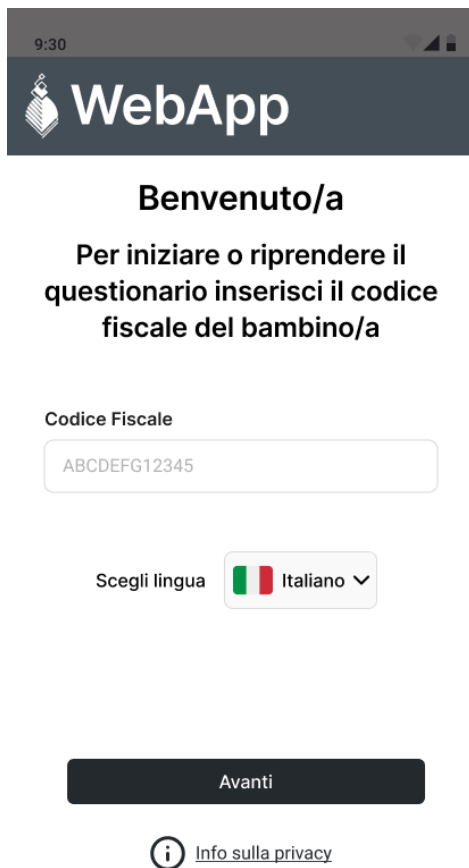 9:30
WebApp
Benvenuto/a
Per iniziare o riprendere il
questionario inserisci il codice
fiscale del bambino/a
Codice Fiscale
ABCDEFG12345
Scegli lingua Italiano
Avanti
Info sulla privacy